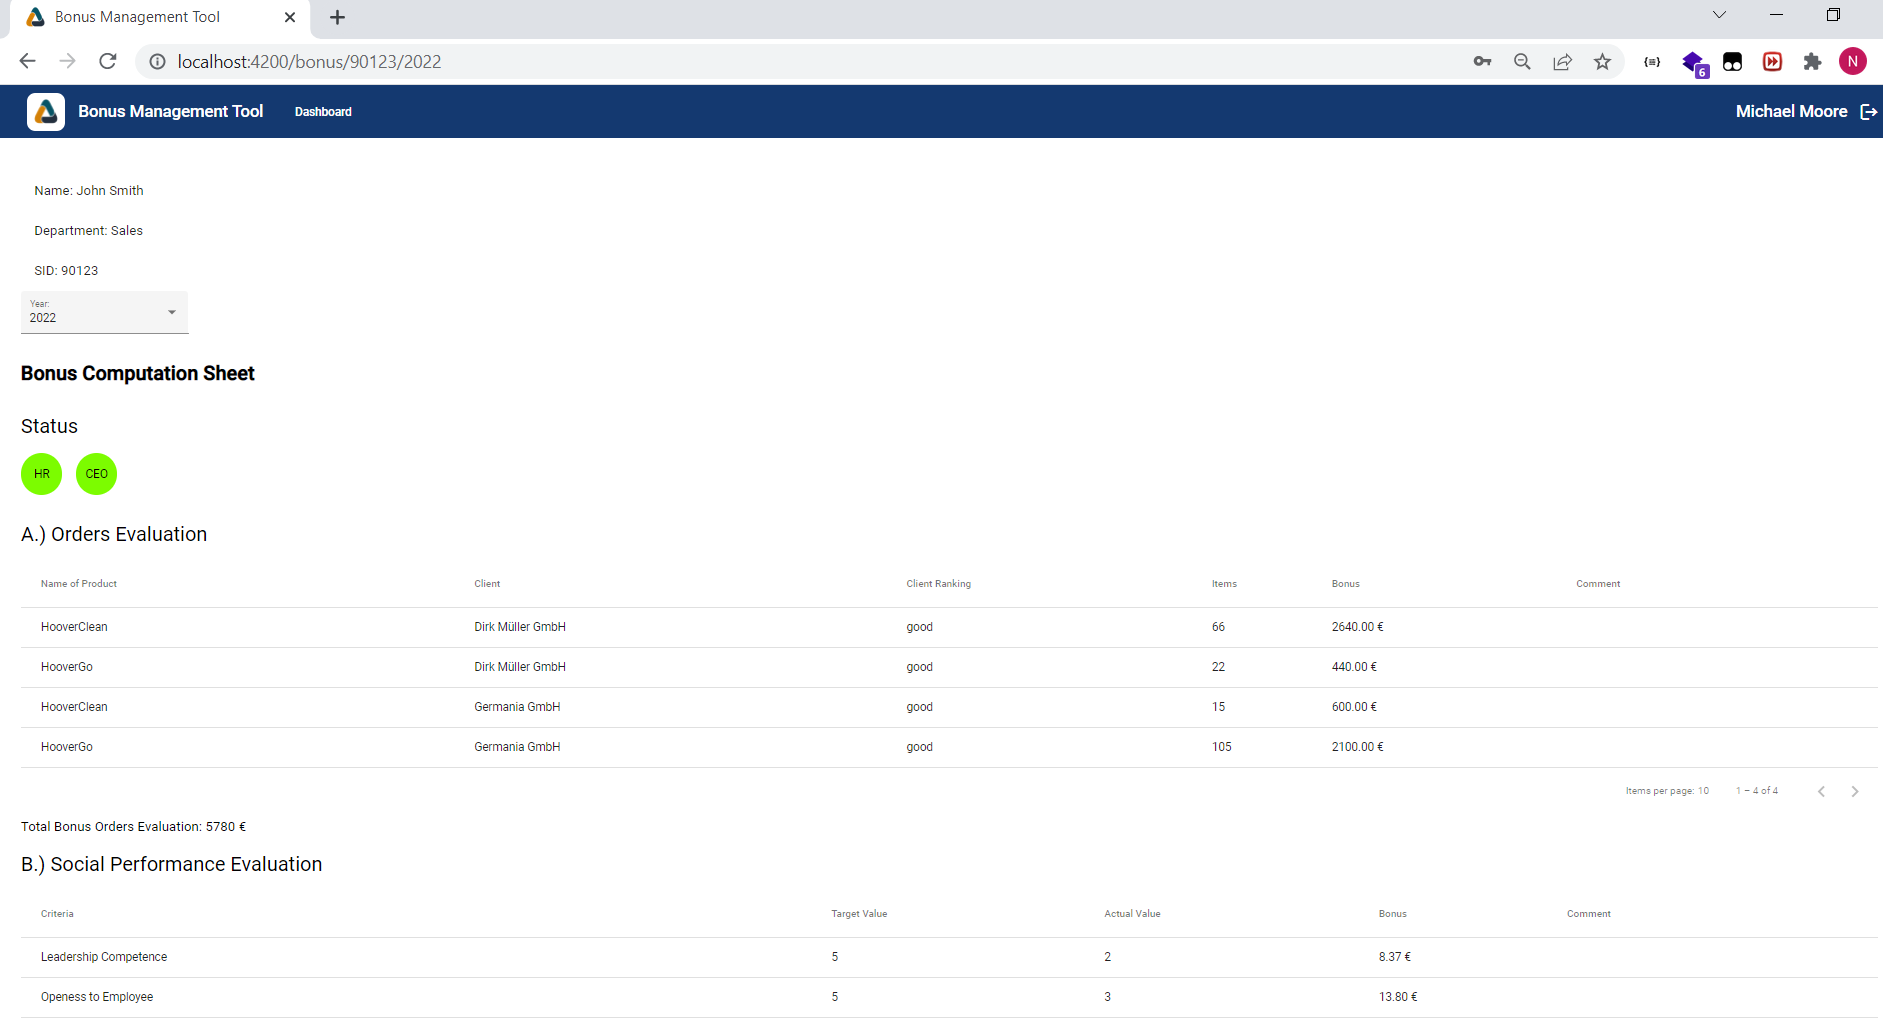 Bonus Management Tool
localhost:4200/bonus/90123/2022
6
N
Bonus Management Tool Dashboard Michael Moore
Name: John Smith
Department: Sales
SID: 90123
Year:
2022
Bonus Computation Sheet
Status
HR CEO
A.) Orders Evaluation
Name of Product Client Client Ranking Items Bonus Comment
HooverClean Dirk Müller GmbH good 66 2640.00 €
HooverGo Dirk Müller GmbH good 22 440.00 €
HooverClean Germania GmbH good 15 600.00 €
HooverGo Germania GmbH good 105 2100.00 €
Items per page: 10 1 – 4 of 4
Total Bonus Orders Evaluation: 5780 €
B.) Social Performance Evaluation
Criteria Target Value Actual Value Bonus Comment
Leadership Competence 5 2 8.37 €
Openess to Employee 5 3 13.80 €